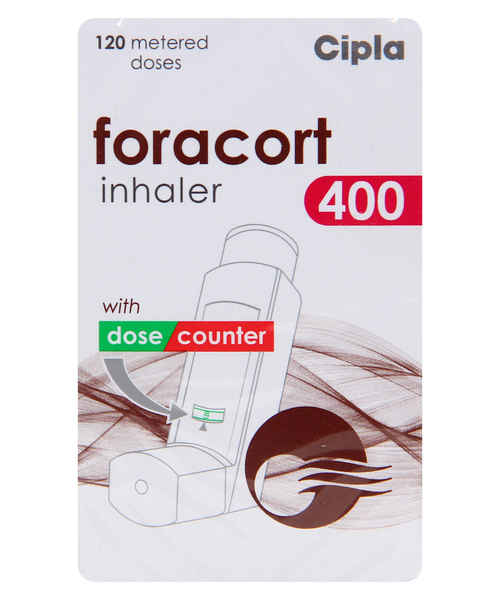 120 metered
doses
Cipla
foracort
inhaler
400
with
dose/counter